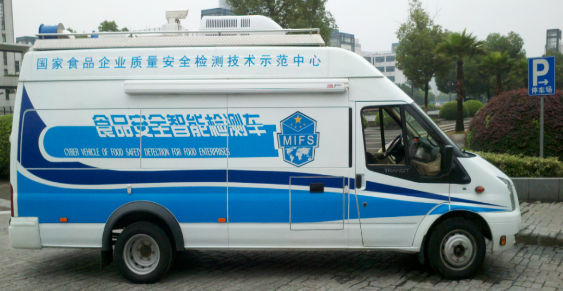 国家食品企业质量安全检测技术示范中心
食品安全智能检测车
CYBER VEHICLE OF FOOD SAFETY DETECTION FOR FOOD ENTERPRISES
MIFS
P
停车场